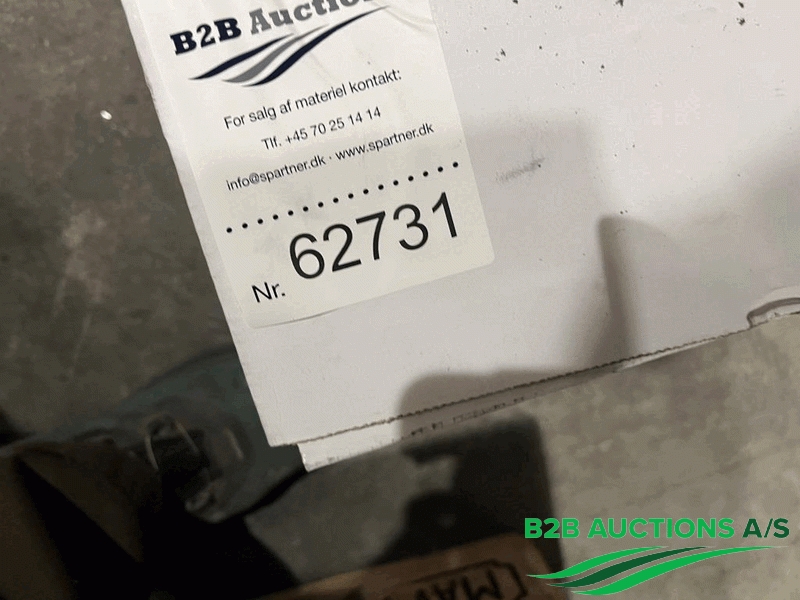 B2B Auctio
For salg af materiel kontakt:
Tlf. +45 70 25 14 14
info@spartner.dk · www.spartner.dk
Nr. 62731
B2B AUCTIONS A/S